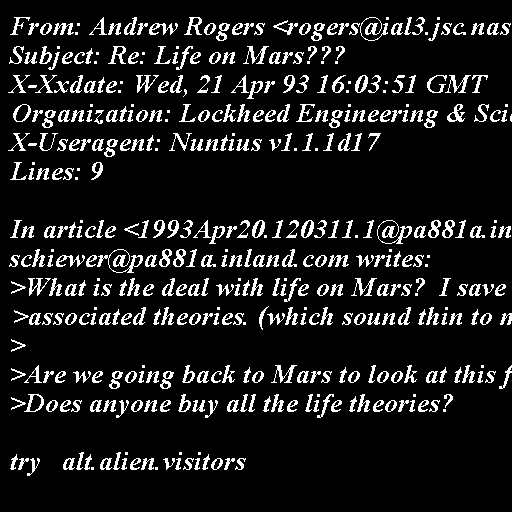 From: Andrew Rogers <rogers@ial3.jsc.nas
Subject: Re: Life on Mars???
X-Xxdate: Wed, 21 Apr 93 16:03:51 GMT
Organization: Lockheed Engineering & Sci
X-Useragent: Nuntius v1.1.1d17
Lines: 9

In article <1993Apr20.120311.1@pa881a.in
schiewer@pa881a.inland.com writes:
>What is the deal with life on Mars?  I save
>associated theories. (which sound thin to m
>
>Are we going back to Mars to look at this f
>Does anyone buy all the life theories?

try   alt.alien.visitors